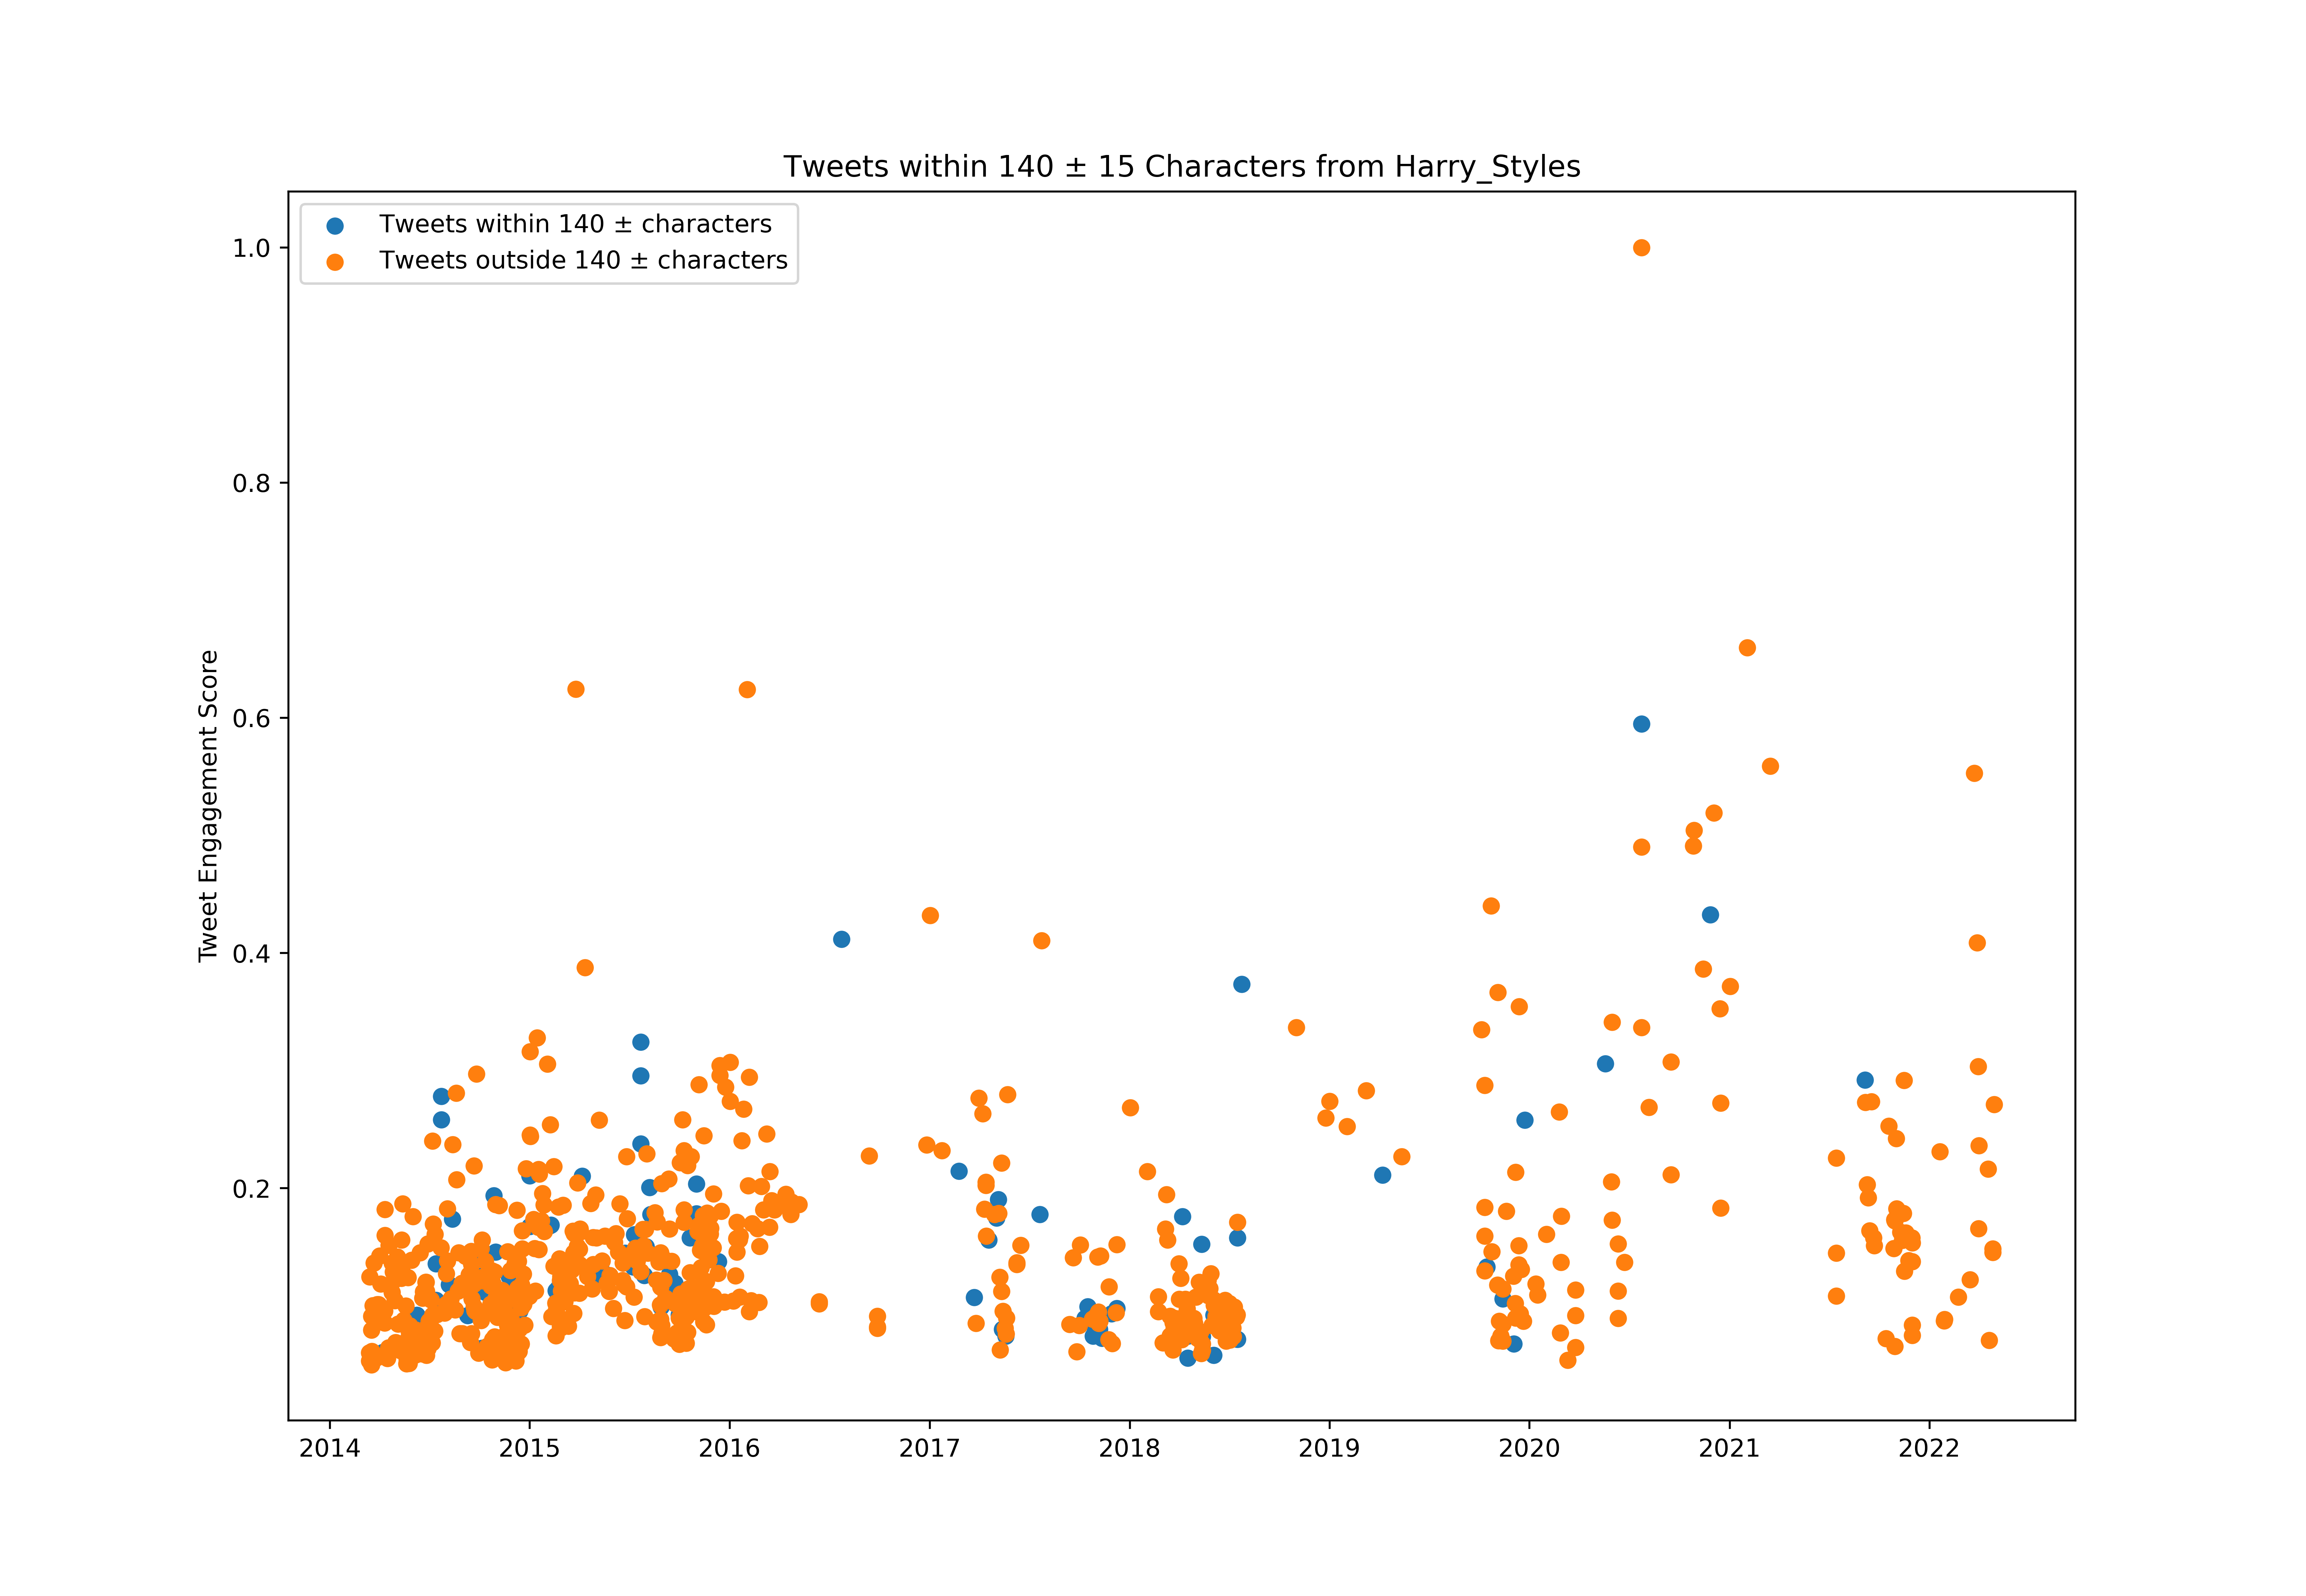 Tweets within 140 ± 15 Characters from Harry_Styles
Tweets within 140 ± characters
Tweets outside 140 ± characters
Tweet Engagement Score
1.0
0.8
0.6
0.4
0.2
2014 2015 2016 2017 2018 2019 2020 2021 2022